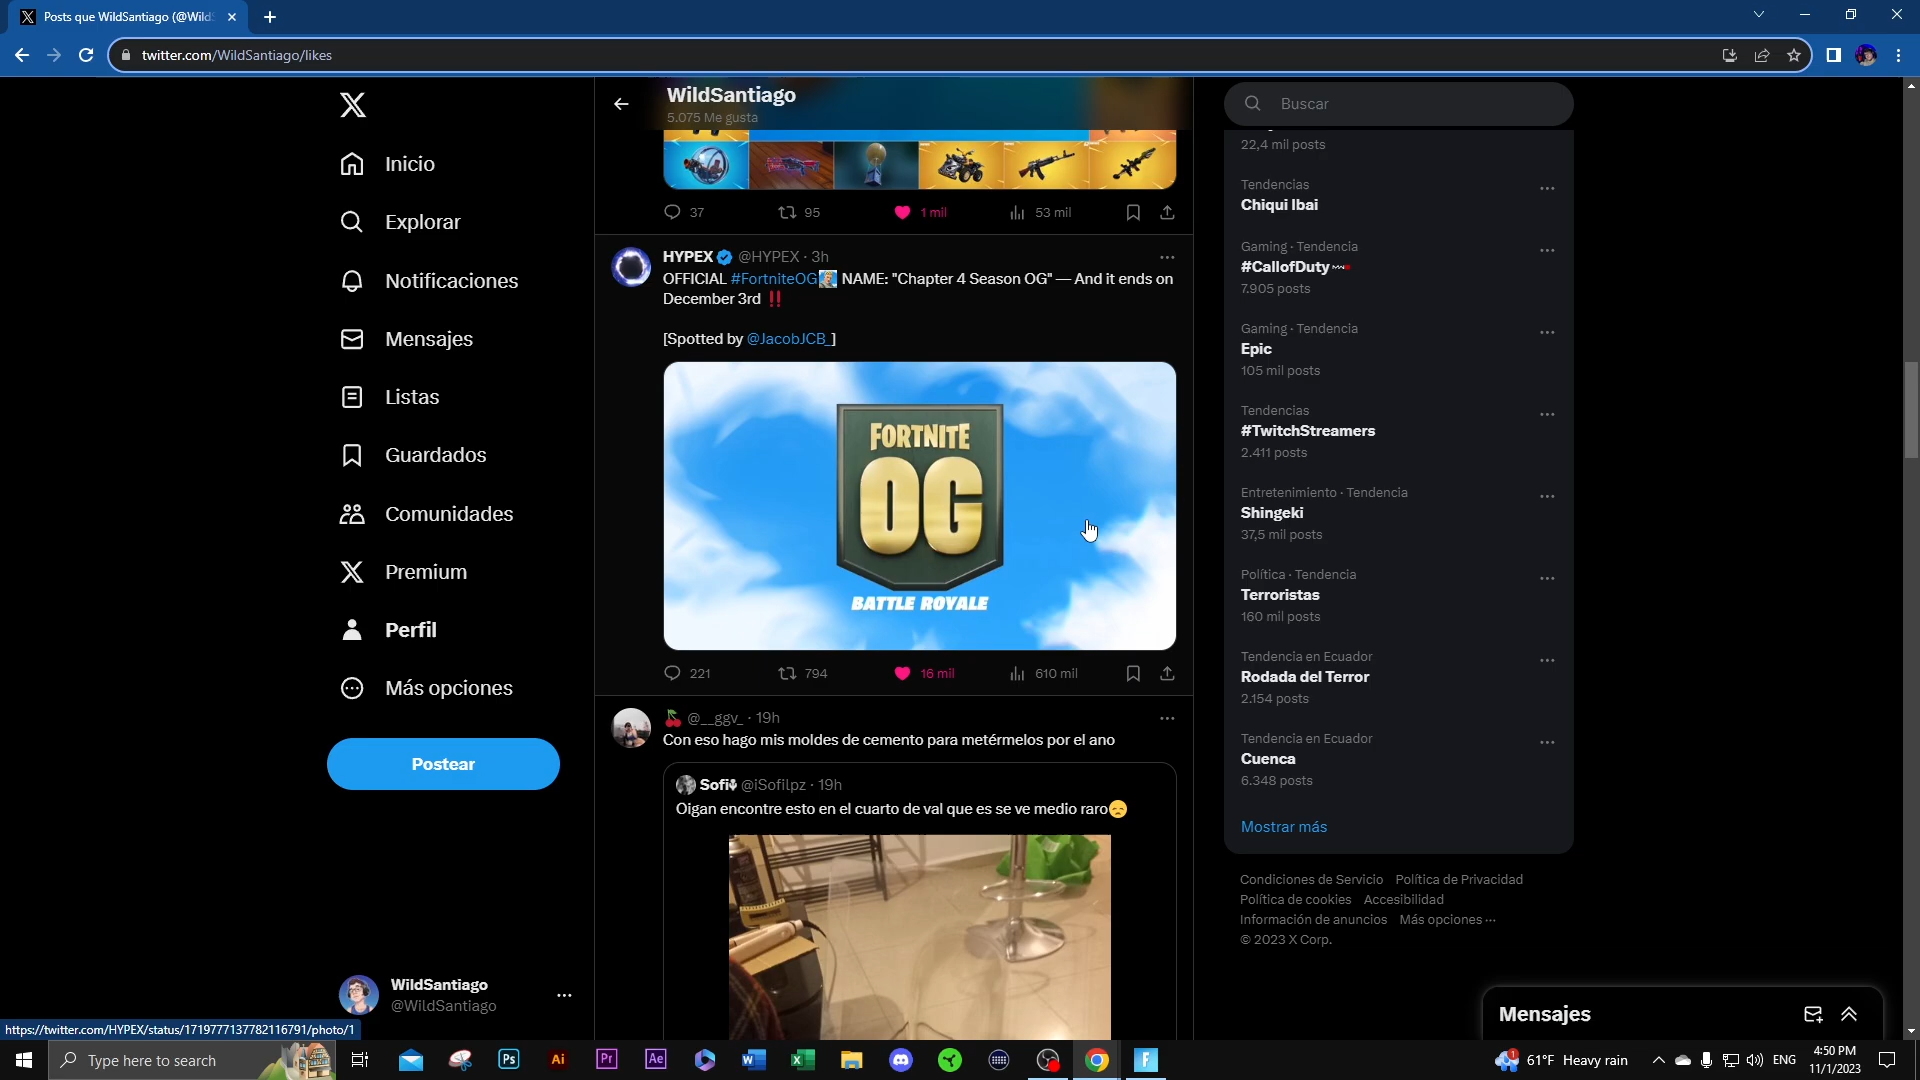 Posts que WildSantiago (@WildS
twitter.com/WildSantiago/likes
Inicio
Explorar
Notificaciones
Mensajes
Listas
Guardados
Comunidades
Premium
Perfil
Más opciones
Postear
WildSantiago
@WildSantiago
https://twitter.com/HYPEX/status/1719777137782116791/photo/1
WildSantiago
5.075 Me gusta
37 95 1 mil 53 mil
HYPEX @HYPEX · 3h
OFFICIAL #FortniteOG NAME: "Chapter 4 Season OG" — And it ends on
December 3rd ‼️
[Spotted by @JacobJCB_]
FORTNITE
OG
BATTLE ROYALE
221 794 16 mil 610 mil
🍒 @__ggv_ · 19h
Con eso hago mis moldes de cemento para metérmelos por el ano
Sofi @iSofilpz · 19h
Oigan encontre esto en el cuarto de val que es se ve medio raro😞
Buscar
22,4 mil posts
Tendencias
Chiqui Ibai
Gaming · Tendencia
#CallofDuty
7.905 posts
Gaming · Tendencia
Epic
105 mil posts
Tendencias
#TwitchStreamers
2.411 posts
Entretenimiento · Tendencia
Shingeki
37,5 mil posts
Política · Tendencia
Terroristas
160 mil posts
Tendencia en Ecuador
Rodada del Terror
2.154 posts
Tendencia en Ecuador
Cuenca
6.348 posts
Mostrar más
Condiciones de Servicio Política de Privacidad
Política de cookies Accesibilidad
Información de anuncios Más opciones ···
© 2023 X Corp.
Mensajes
Type here to search
Ps Ai Pr Ae
1 61°F Heavy rain
ENG
4:50 PM
11/1/2023